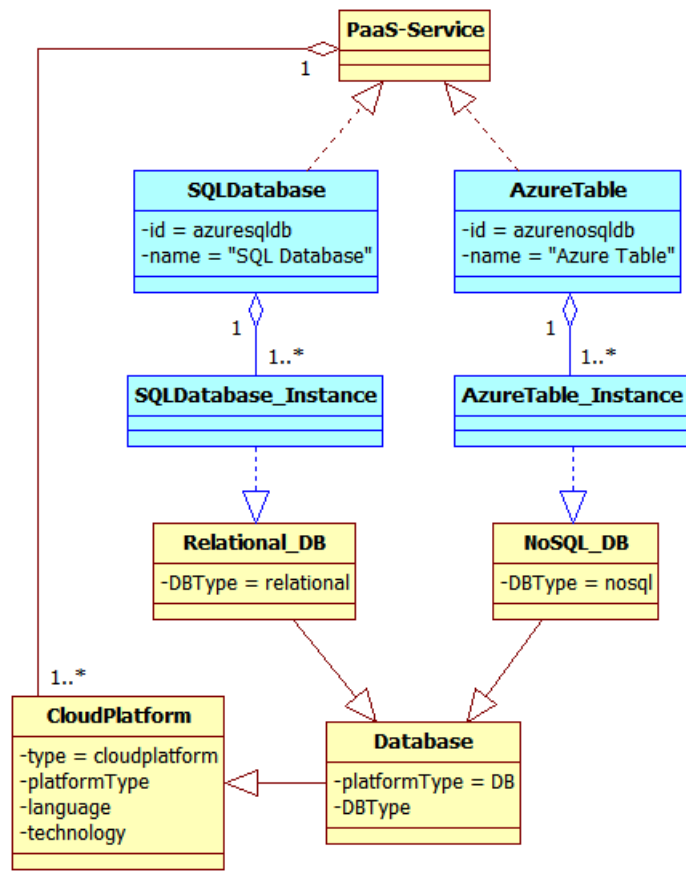 PaaS-Service
1
SQLDatabase
-id = azuresqldb
-name = "SQL Database"
AzureTable
-id = azurenosqldb
-name = "Azure Table"
1
1..*
1
1..*
SQLDatabase_Instance
AzureTable_Instance
Relational_DB
-DBType = relational
NoSQL_DB
-DBType = nosql
1..*
CloudPlatform
-type = cloudplatform
-platformType
-language
-technology
Database
-platformType = DB
-DBType